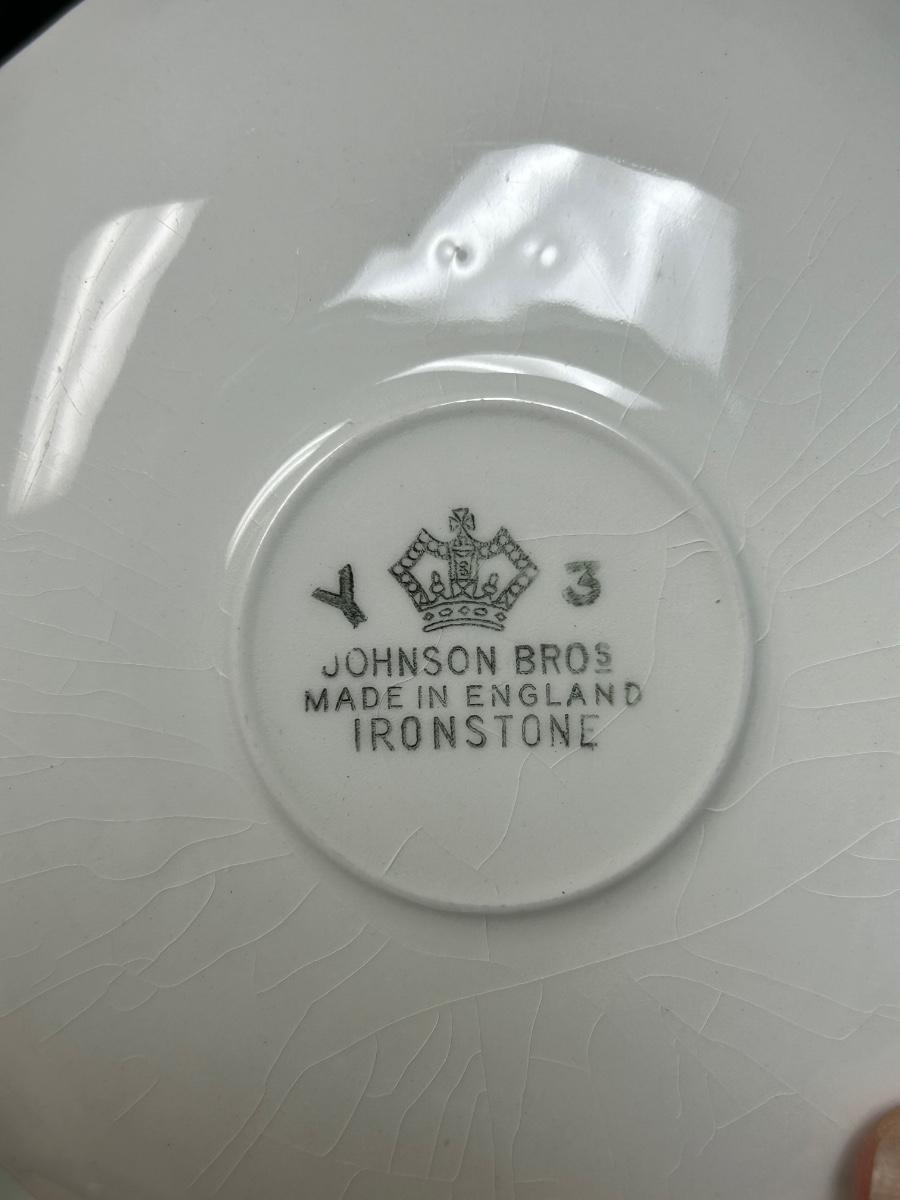 Y 3
JOHNSON BROS
MADE IN ENGLAND
IRONSTONE